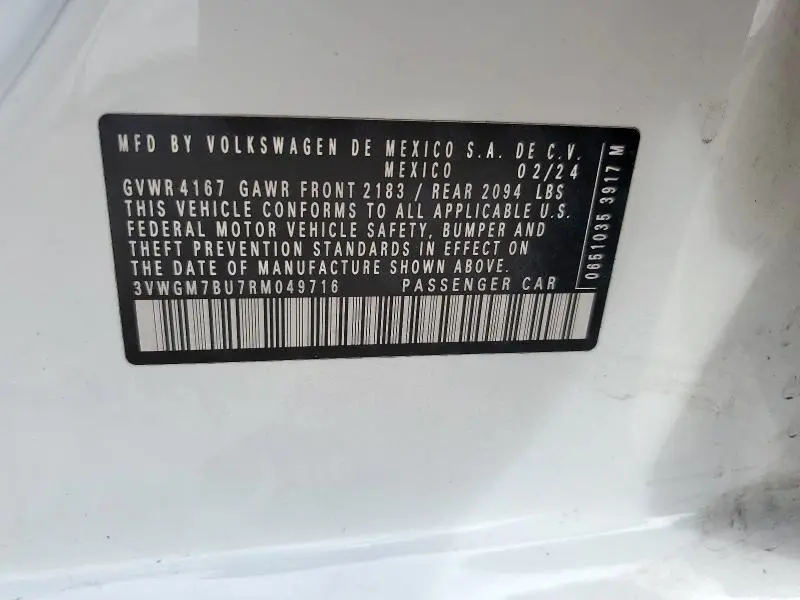 MFD BY VOLKSWAGEN DE MEXICO S.A. DE C.V.
MEXICO 02/24
GVWR 4167 GAWR FRONT 2183 / REAR 2094 LBS
THIS VEHICLE CONFORMS TO ALL APPLICABLE U.S.
FEDERAL MOTOR VEHICLE SAFETY, BUMPER AND
THEFT PREVENTION STANDARDS IN EFFECT ON
THE DATE OF MANUFACTURE SHOWN ABOVE.
3VWGM7BU7RM049716 PASSENGER CAR
0651035 3917 M